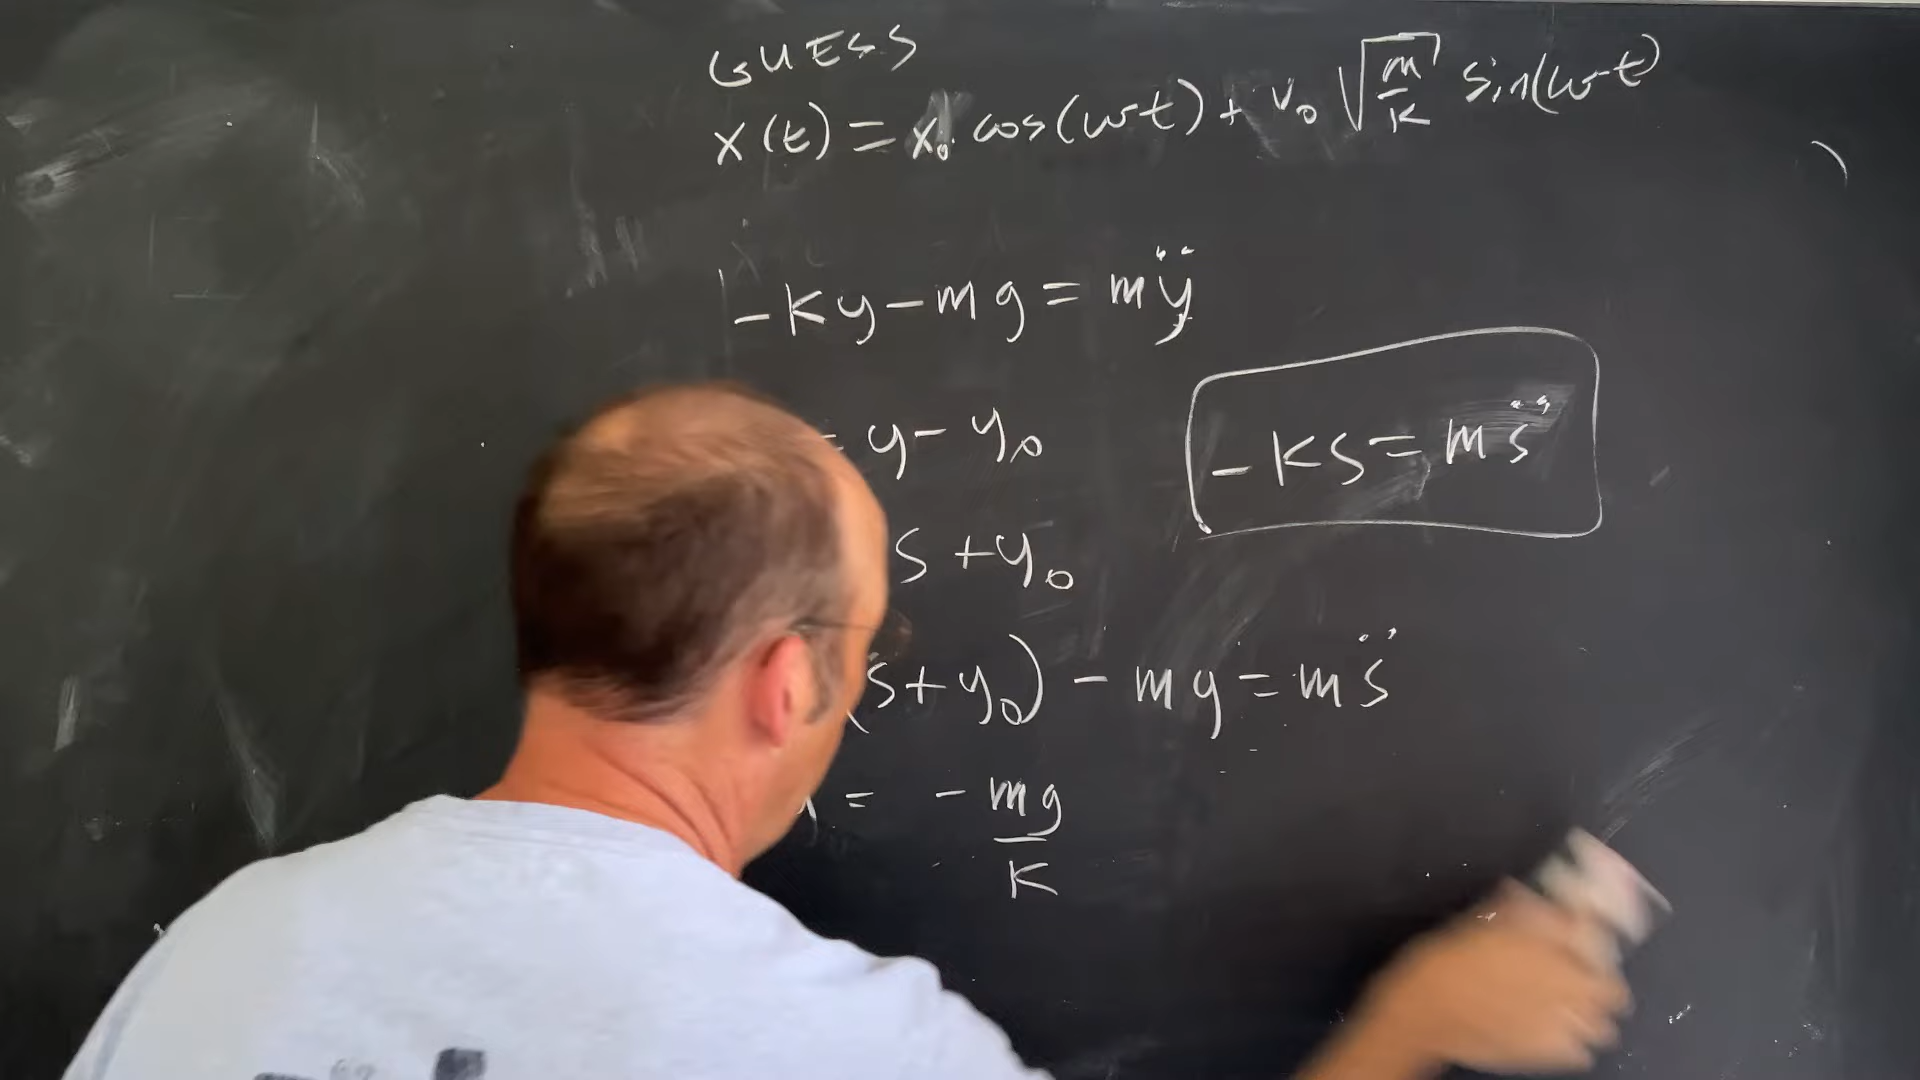 GUESS
x(t) = x₀ cos(ωt) + v₀ √(m/k) sin(ωt)
-ky - mg = mÿ
= y - y₀
-ks = ms̈
s + y₀
(s + y₀) - mg = ms̈
= -mg/k